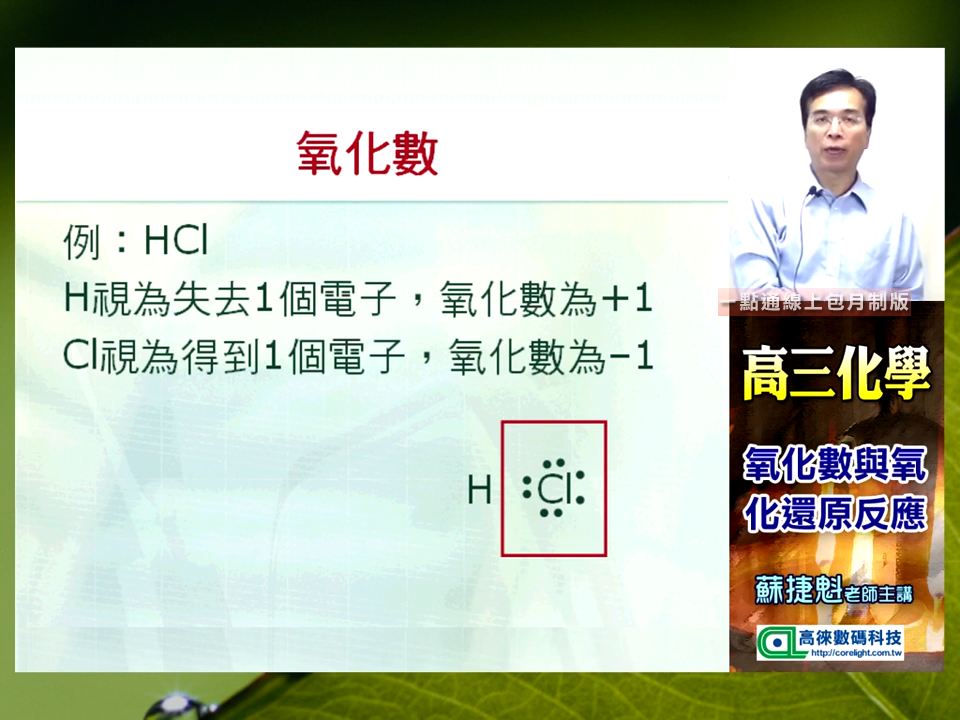 氧化數
例：HCl
H視為失去1個電子，氧化數為+1
Cl視為得到1個電子，氧化數為–1
H Cl
一點通線上包月制版
高三化學
氧化數與氧
化還原反應
蘇捷魁老師主講
高徠數碼科技
http://corelight.com.tw